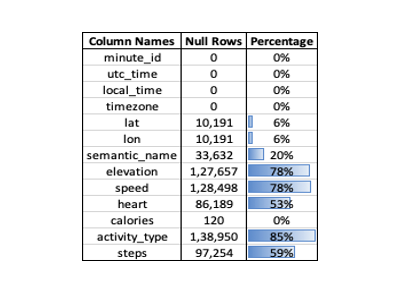 Column Names Null Rows Percentage
minute_id 0 0%
utc_time 0 0%
local_time 0 0%
timezone 0 0%
lat 10,191 6%
lon 10,191 6%
semantic_name 33,632 20%
elevation 1,27,657 78%
speed 1,28,498 78%
heart 86,189 53%
calories 120 0%
activity_type 1,38,950 85%
steps 97,254 59%